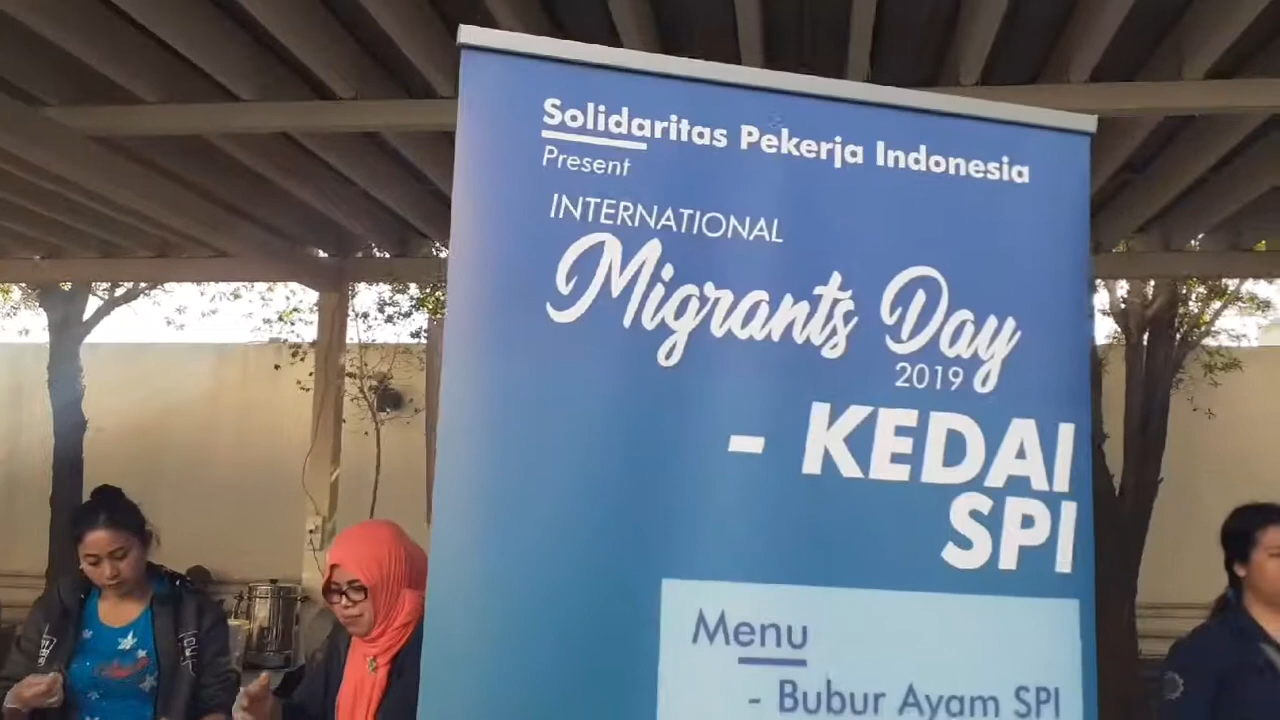 Solidaritas Pekerja Indonesia
Present
INTERNATIONAL
Migrants Day
2019
- KEDAI
SPI
Menu
- Bubur Ayam SPI